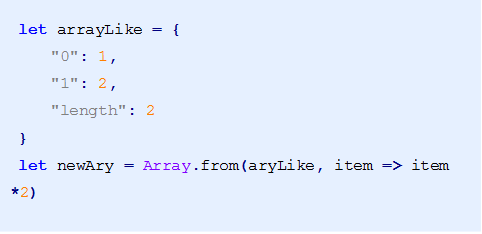 let arrayLike = {
"0": 1,
"1": 2,
"length": 2
}
let newAry = Array.from(aryLike, item => item
*2)